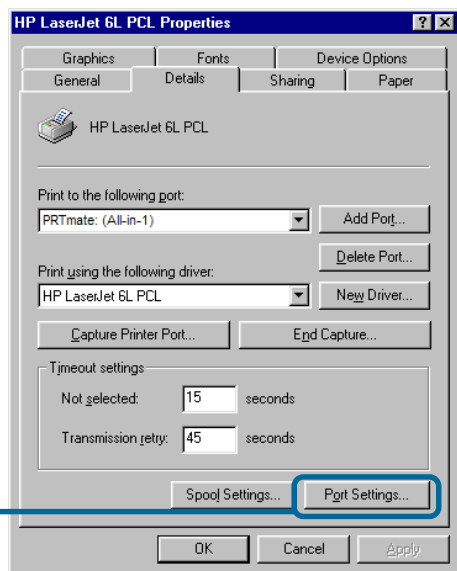 HP LaserJet 6L PCL Properties
Graphics Fonts Device Options
General Details Sharing Paper
HP LaserJet 6L PCL
Print to the following port:
PRTmate: (All-in-1) Add Port...
Delete Port...
Print using the following driver:
HP LaserJet 6L PCL New Driver...
Capture Printer Port... End Capture...
Timeout settings
Not selected: 15 seconds
Transmission retry: 45 seconds
Spool Settings... Port Settings...
OK Cancel Apply